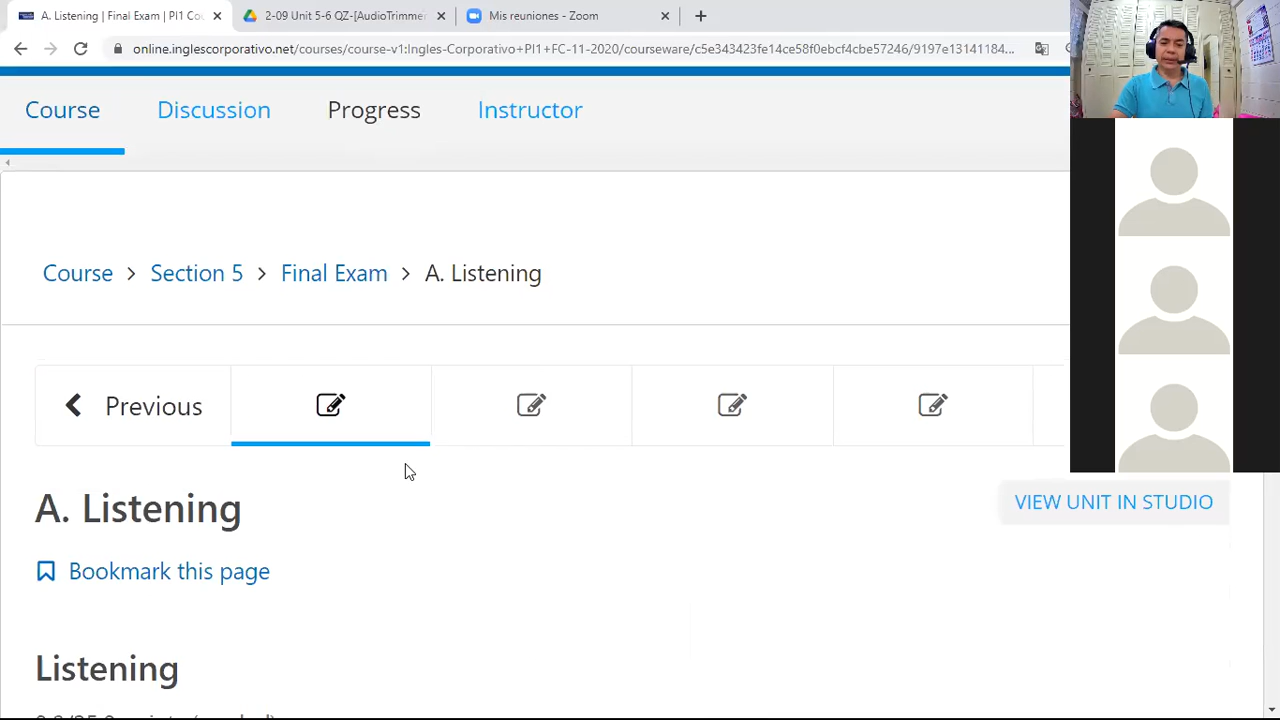 A. Listening | Final Exam | PI1 Co
2-09 Unit 5-6 QZ-[AudioTrimme
Mis reuniones - Zoom
online.inglescorporativo.net/courses/course-v1:Ingles-Corporativo+PI1+FC-11-2020/courseware/c5e343423fe14ce58f0ebcf4cbe57246/9197e13141184...
Course
Discussion
Progress
Instructor
Course > Section 5 > Final Exam > A. Listening
Previous
A. Listening
VIEW UNIT IN STUDIO
Bookmark this page
Listening